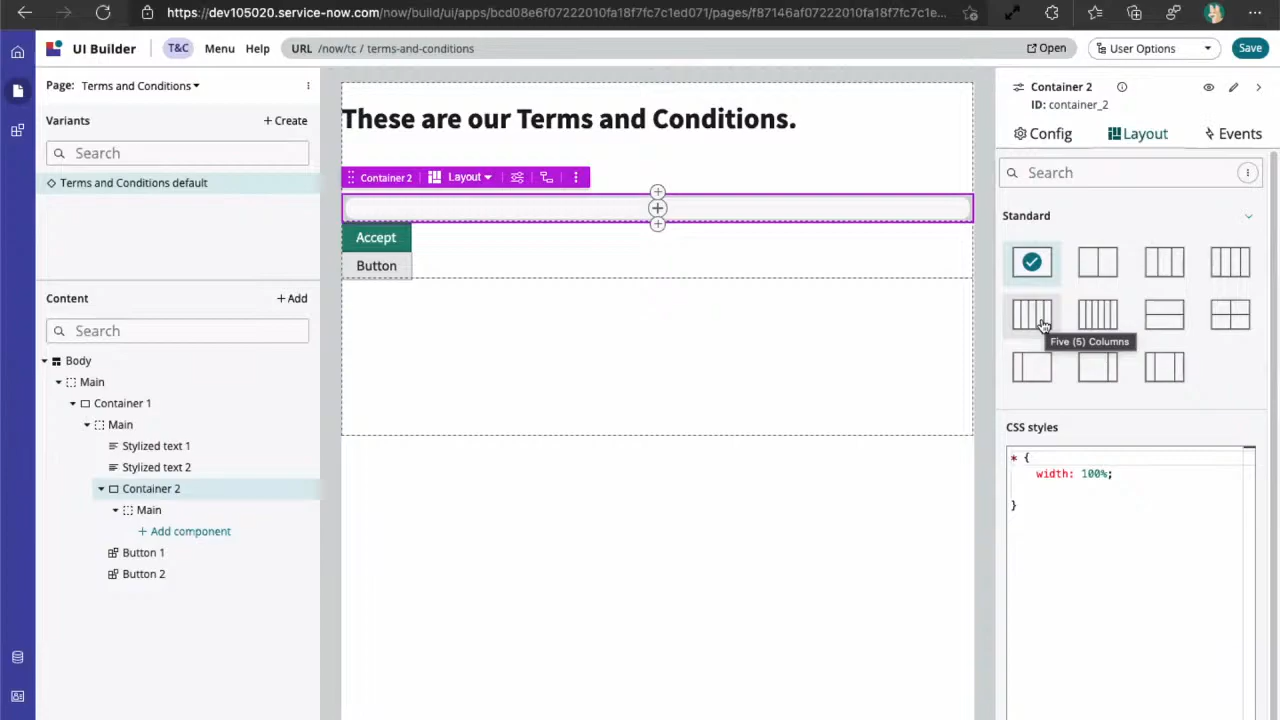 https://dev105020.service-now.com/now/build/ui/apps/bcd08e6f07222010fa18f7fc7c1ed071/pages/f87146af07222010fa18f7fc7c1e...
UI Builder
T&C
Menu
Help
URL /now/tc / terms-and-conditions
Open
User Options
Save
Page: Terms and Conditions
Variants
+ Create
Search
Terms and Conditions default
Content
+ Add
Search
Body
Main
Container 1
Main
Stylized text 1
Stylized text 2
Container 2
Main
+ Add component
Button 1
Button 2
These are our Terms and Conditions.
Container 2
Layout
Accept
Button
Container 2
ID: container_2
Config
Layout
Events
Search
Standard
Five (5) Columns
CSS styles
* {
width: 100%;
}